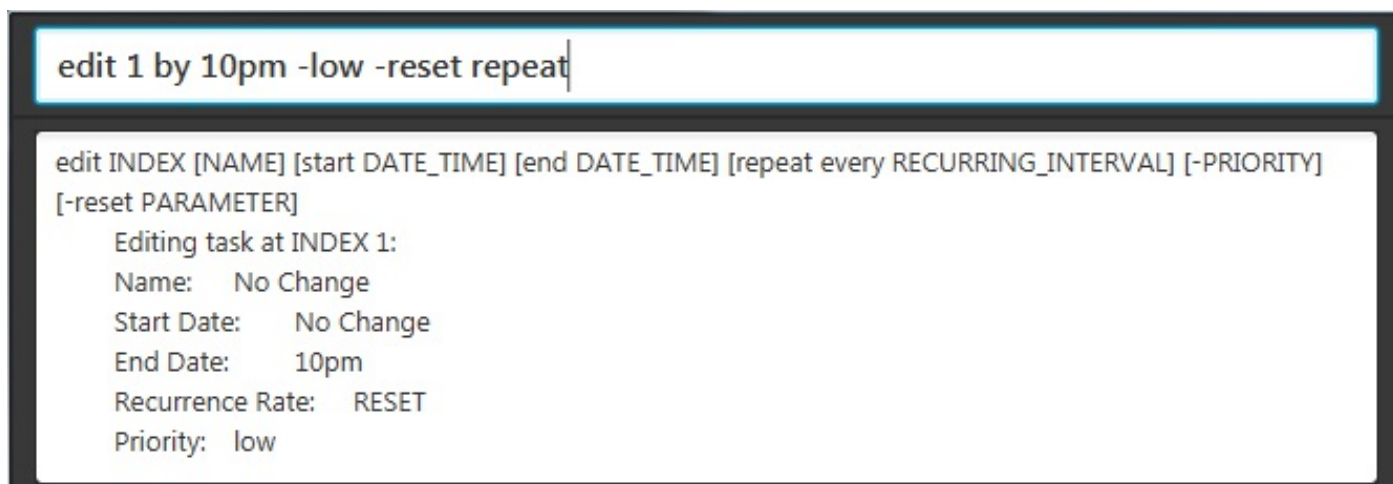 edit 1 by 10pm -low -reset repeat
edit INDEX [NAME] [start DATE_TIME] [end DATE_TIME] [repeat every RECURRING_INTERVAL] [-PRIORITY]
[-reset PARAMETER]
Editing task at INDEX 1:
Name: No Change
Start Date: No Change
End Date: 10pm
Recurrence Rate: RESET
Priority: low